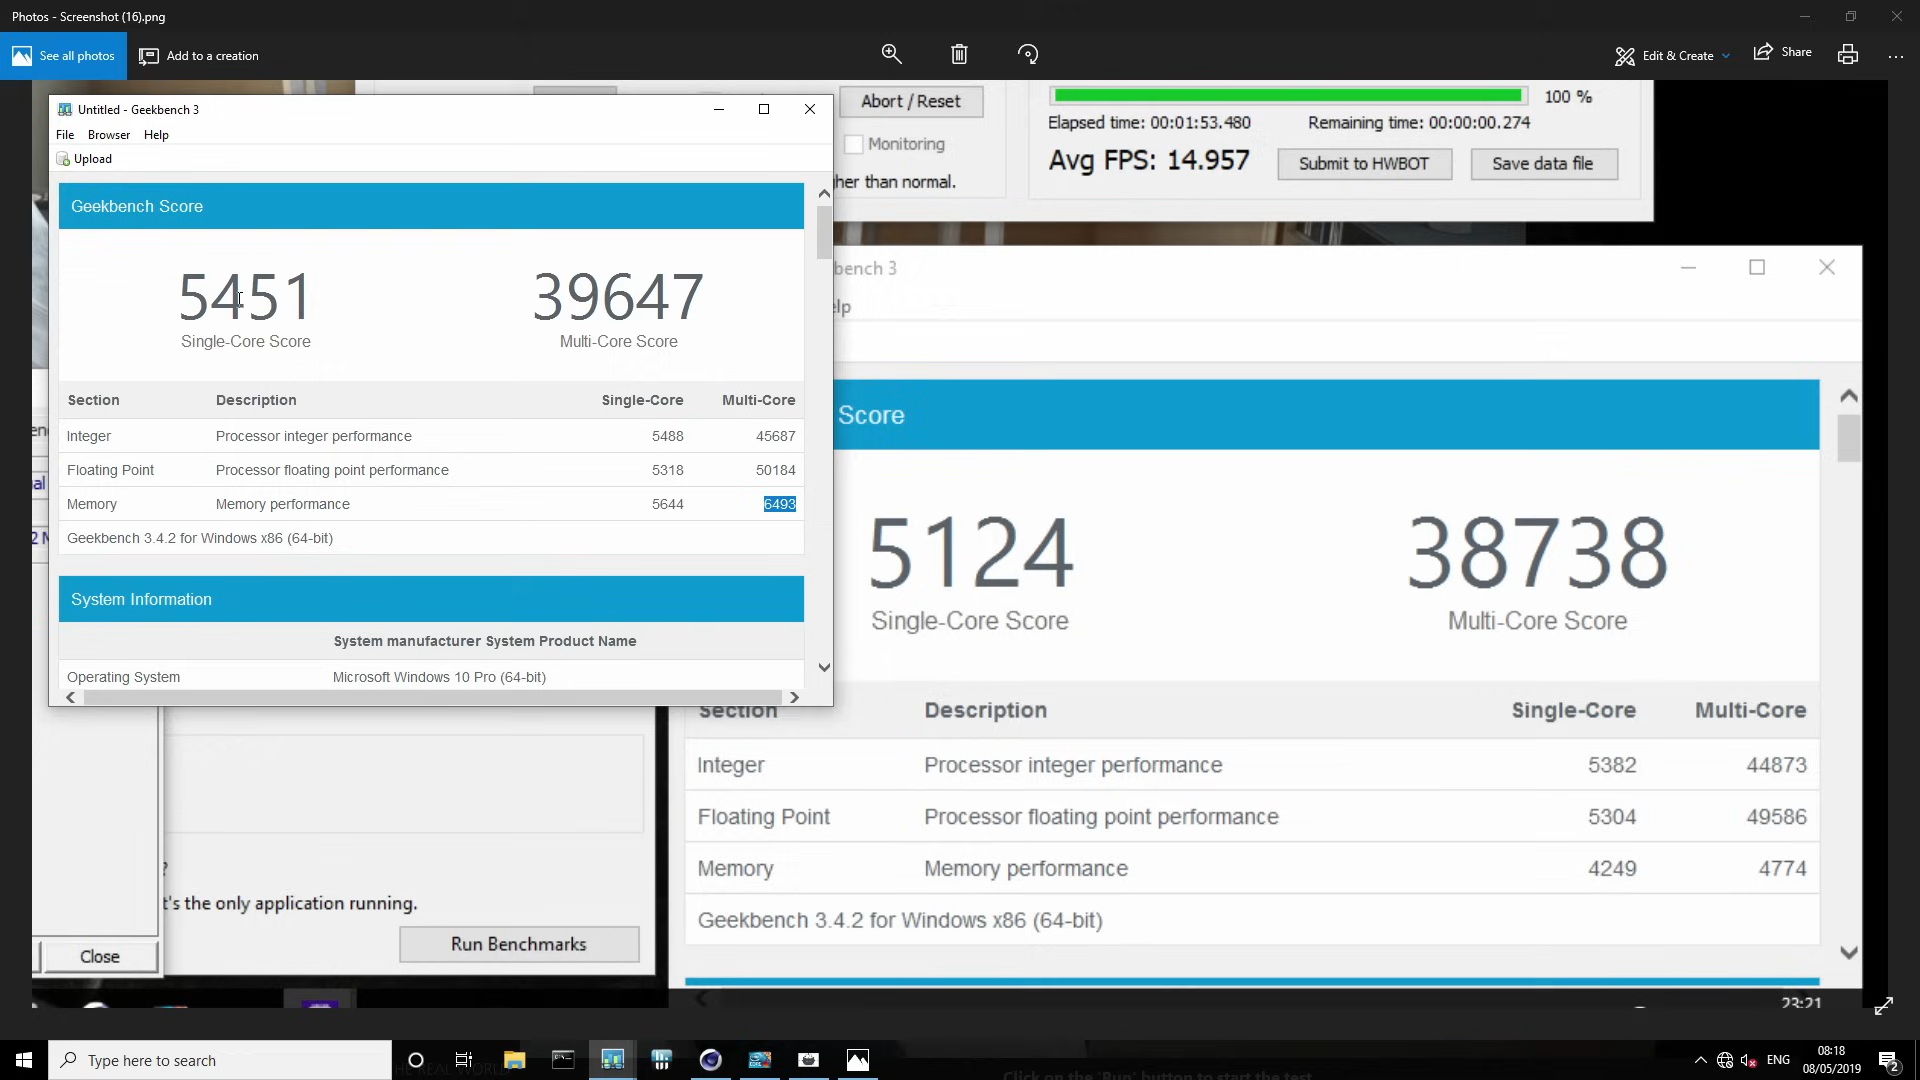 Photos - Screenshot (16).png
See all photos
Add to a creation
Edit & Create
Share
Untitled - Geekbench 3
File Browser Help
Upload
Geekbench Score
5451 39647
Single-Core Score Multi-Core Score
Section Description Single-Core Multi-Core
Integer Processor integer performance 5488 45687
Floating Point Processor floating point performance 5318 50184
Memory Memory performance 5644 6493
Geekbench 3.4.2 for Windows x86 (64-bit)
System Information
System manufacturer System Product Name
Operating System Microsoft Windows 10 Pro (64-bit)
Abort / Reset
Monitoring
her than normal.
100 %
Elapsed time: 00:01:53.480 Remaining time: 00:00:00.274
Avg FPS: 14.957 Submit to HWBOT Save data file
bench 3
elp
Score
5124 38738
Single-Core Score Multi-Core Score
Section Description Single-Core Multi-Core
Integer Processor integer performance 5382 44873
Floating Point Processor floating point performance 5304 49586
Memory Memory performance 4249 4774
Geekbench 3.4.2 for Windows x86 (64-bit)
?
t's the only application running.
Run Benchmarks
Close
23:21
Type here to search
ENG
08:18
08/05/2019
2